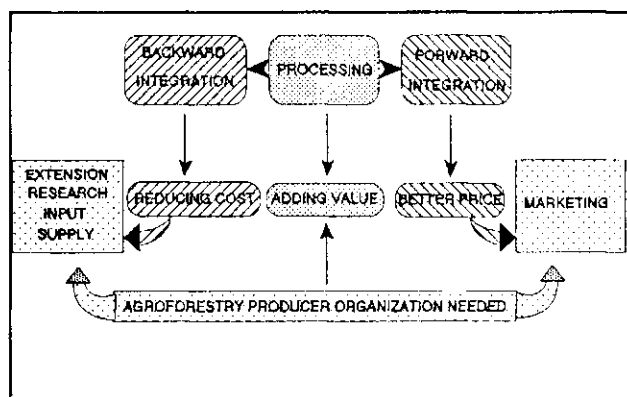 BACKWARD
INTEGRATION
PROCESSING
FORWARD
INTEGRATION
EXTENSION
RESEARCH
INPUT
SUPPLY
REDUCING COST
ADDING VALUE
BETTER PRICE
MARKETING
AGROFORESTRY PRODUCER ORGANIZATION NEEDED